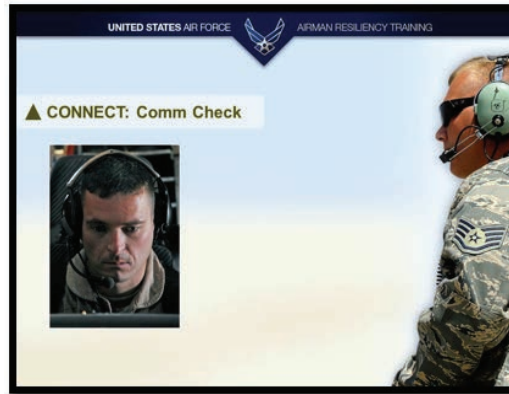 UNITED STATES AIR FORCE AIRMAN RESILIENCY TRAINING
▲ CONNECT: Comm Check